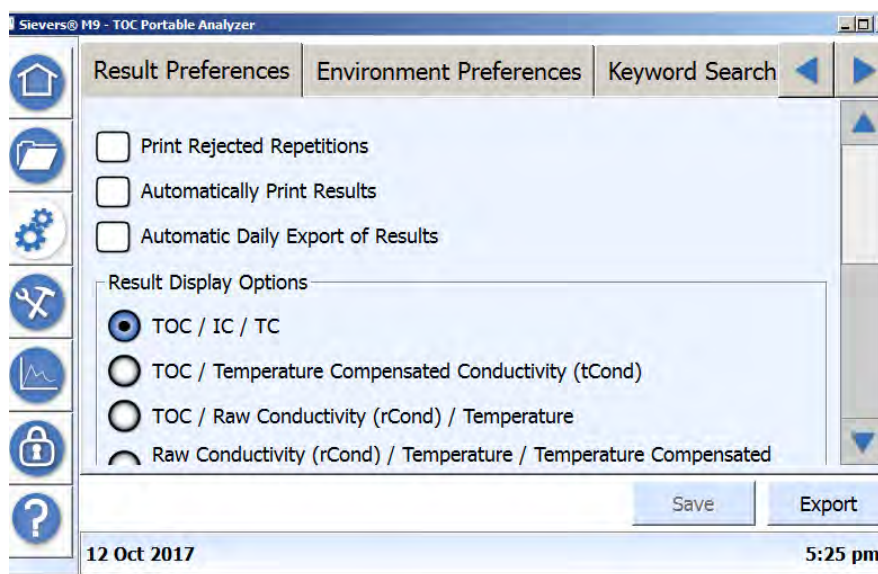 Sievers® M9 - TOC Portable Analyzer
Result Preferences
Environment Preferences
Keyword Search
Print Rejected Repetitions
Automatically Print Results
Automatic Daily Export of Results
Result Display Options
TOC / IC / TC
TOC / Temperature Compensated Conductivity (tCond)
TOC / Raw Conductivity (rCond) / Temperature
Raw Conductivity (rCond) / Temperature / Temperature Compensated
Save
Export
?
12 Oct 2017
5:25 pm